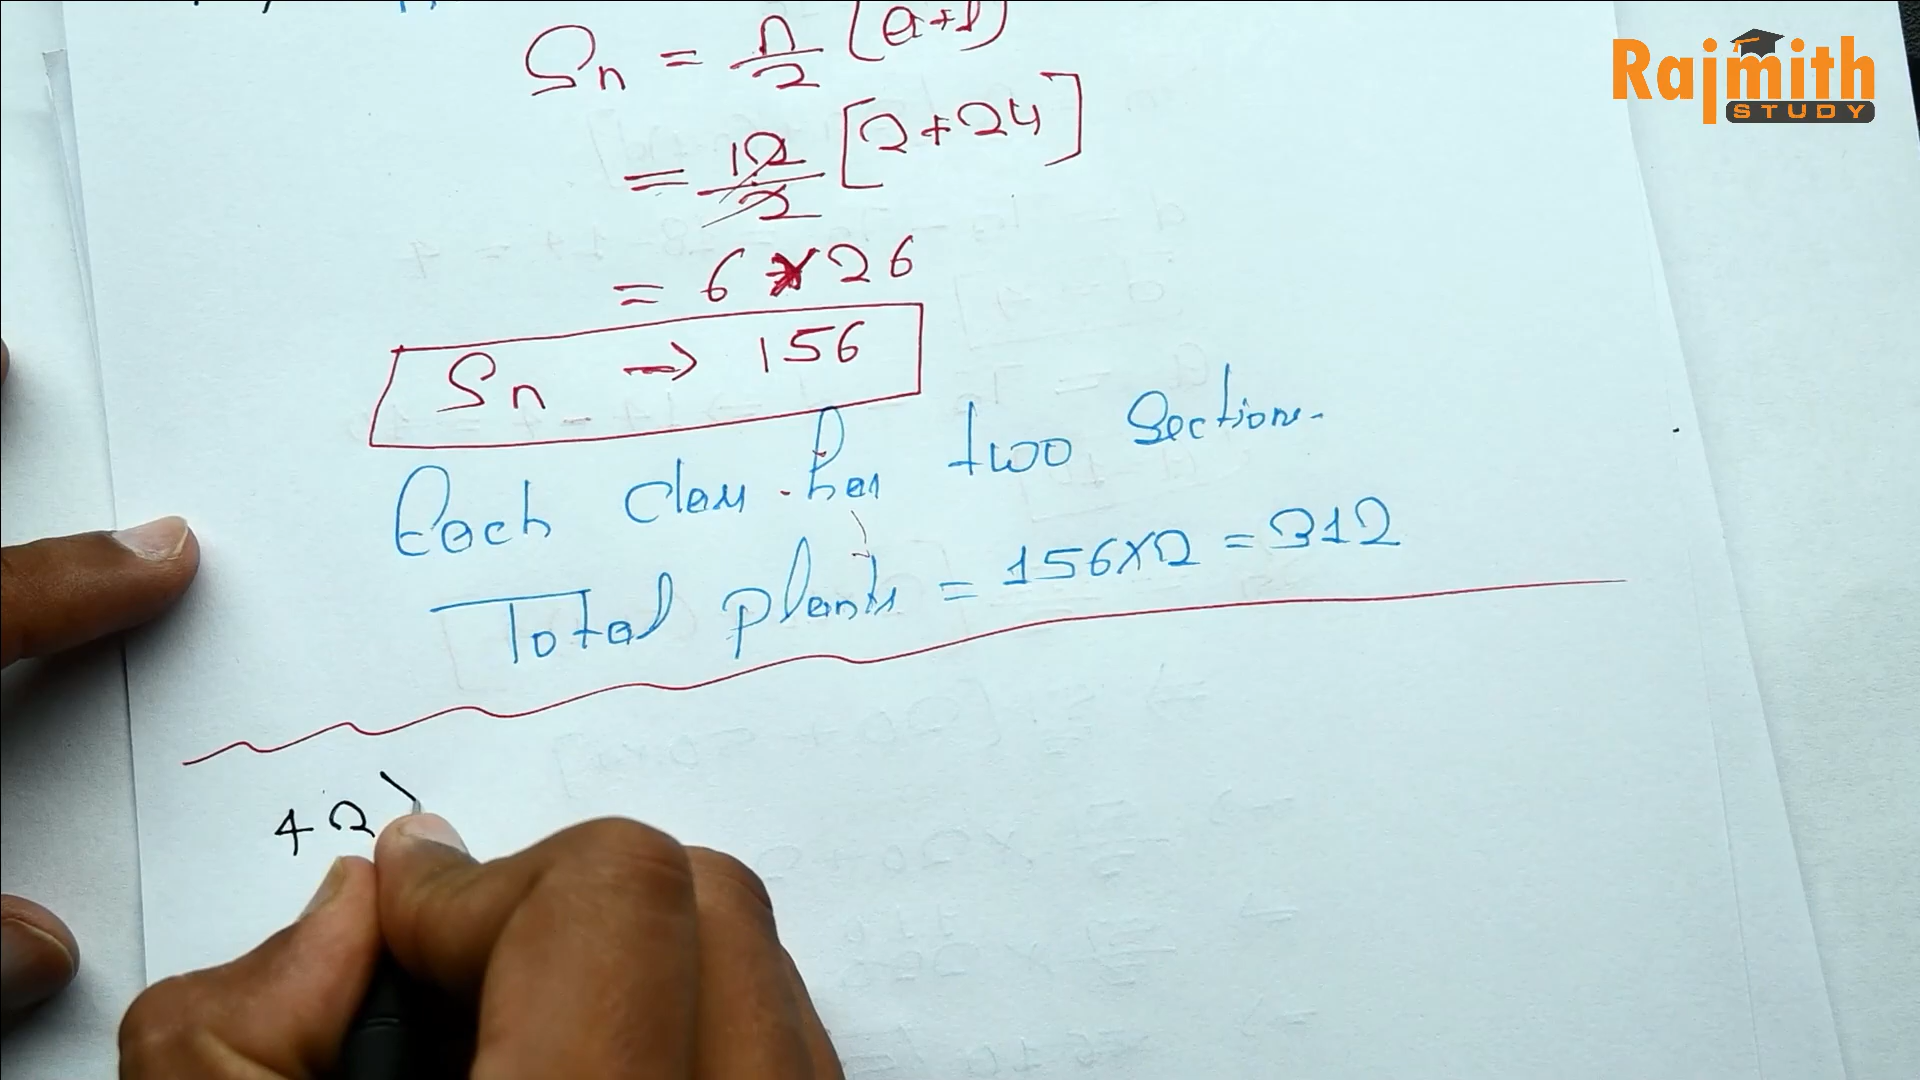 Rajmith
STUDY
Sn = n/2 [a+l]
= 12/2 [2+24]
= 6 × 26
Sn → 156
Each class has two section.
Total plants = 156×2 = 312
42